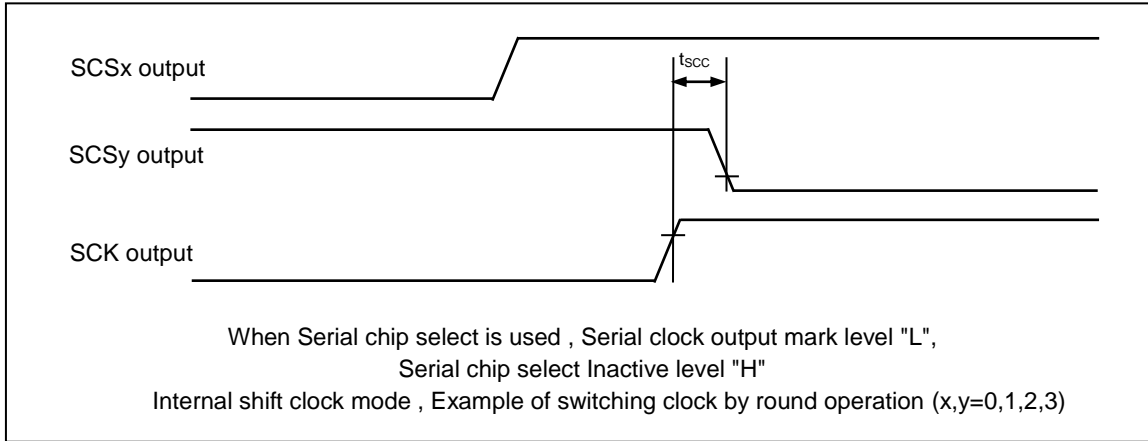 SCSx output
tSCC
SCSy output
SCK output
When Serial chip select is used , Serial clock output mark level "L",
Serial chip select Inactive level "H"
Internal shift clock mode , Example of switching clock by round operation (x,y=0,1,2,3)